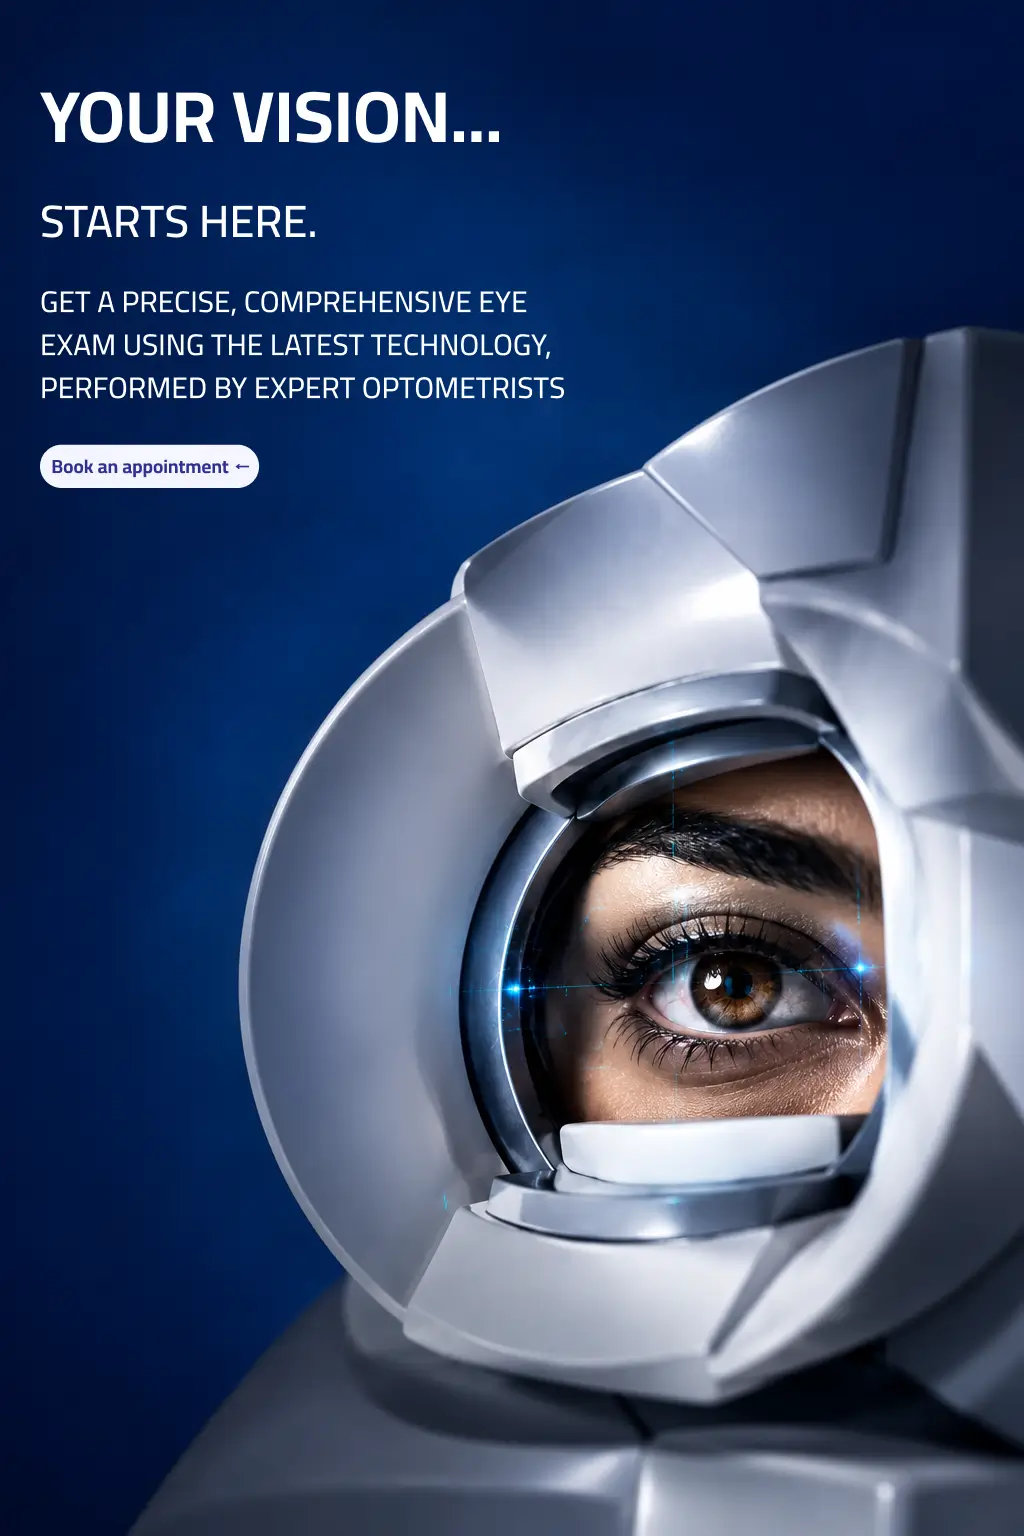 YOUR VISION...
STARTS HERE.
GET A PRECISE, COMPREHENSIVE EYE
EXAM USING THE LATEST TECHNOLOGY,
PERFORMED BY EXPERT OPTOMETRISTS
Book an appointment ←